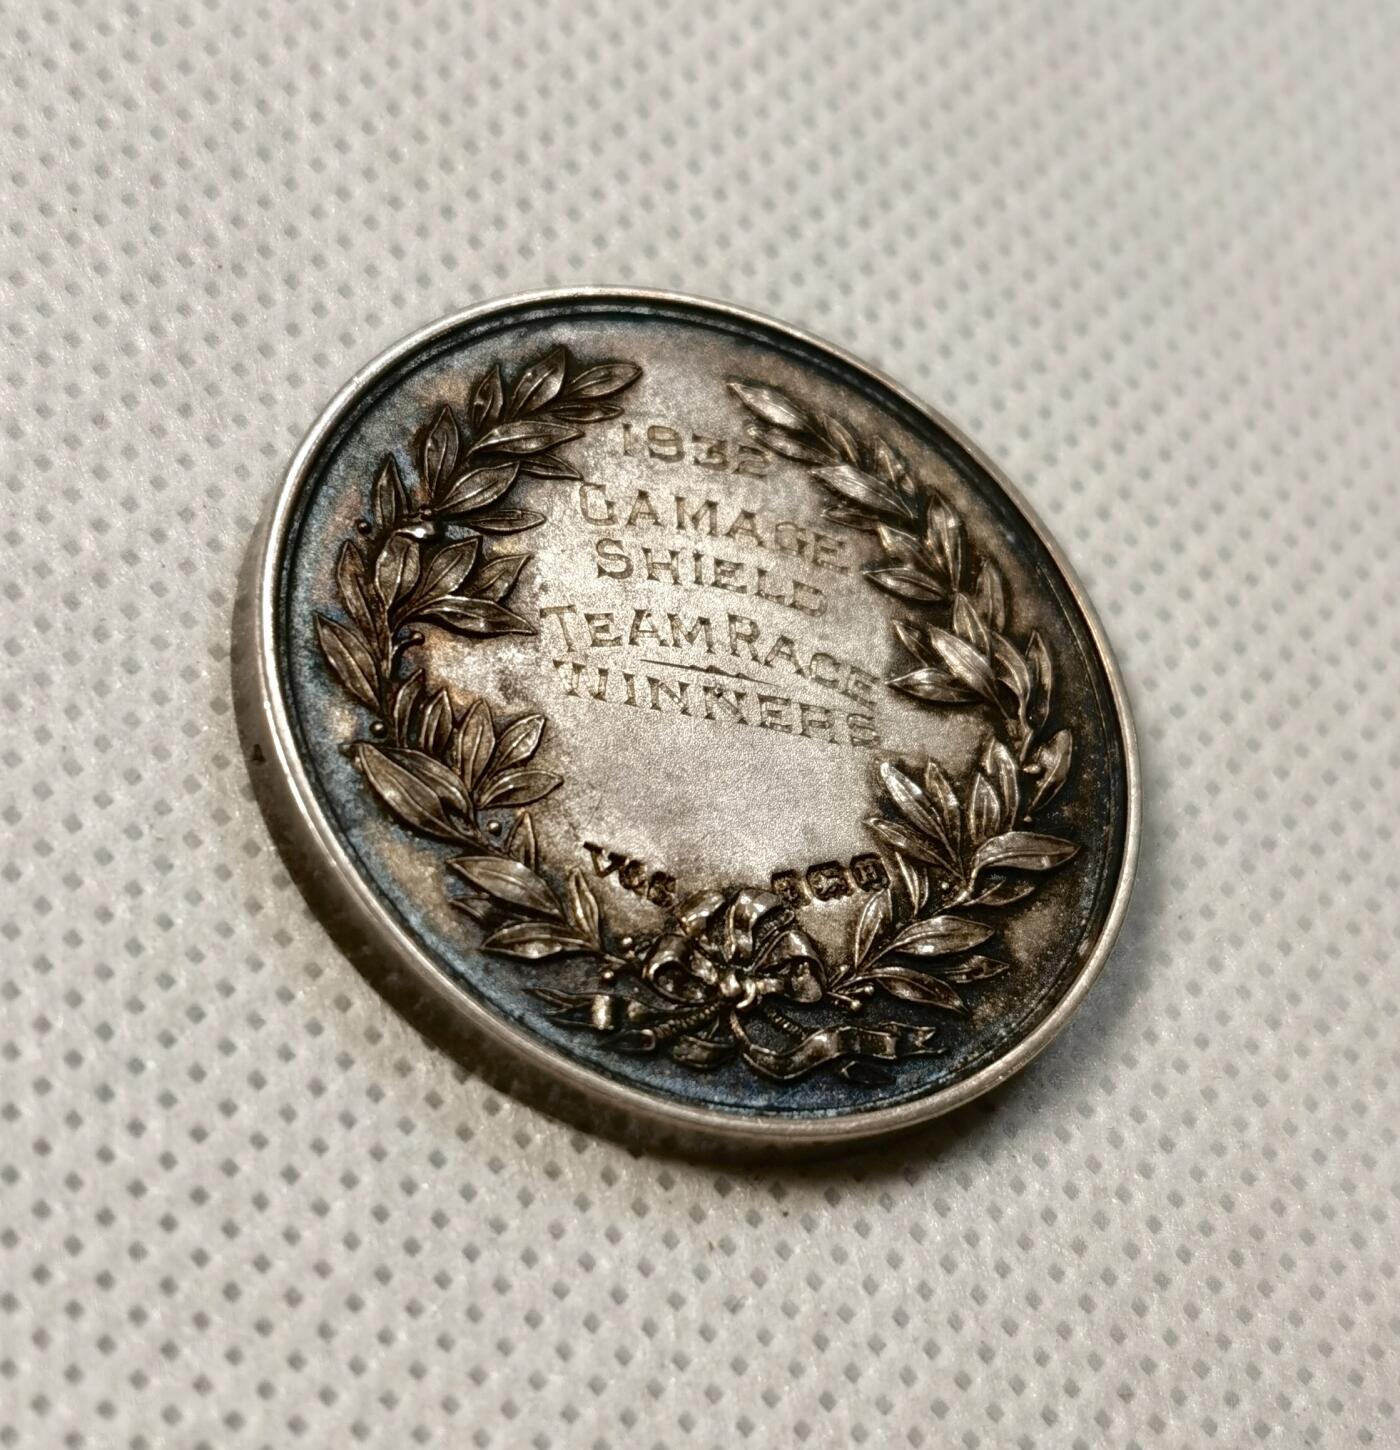 1932
GAMAGE
SHIELD
TEAM RACE
WINNERS